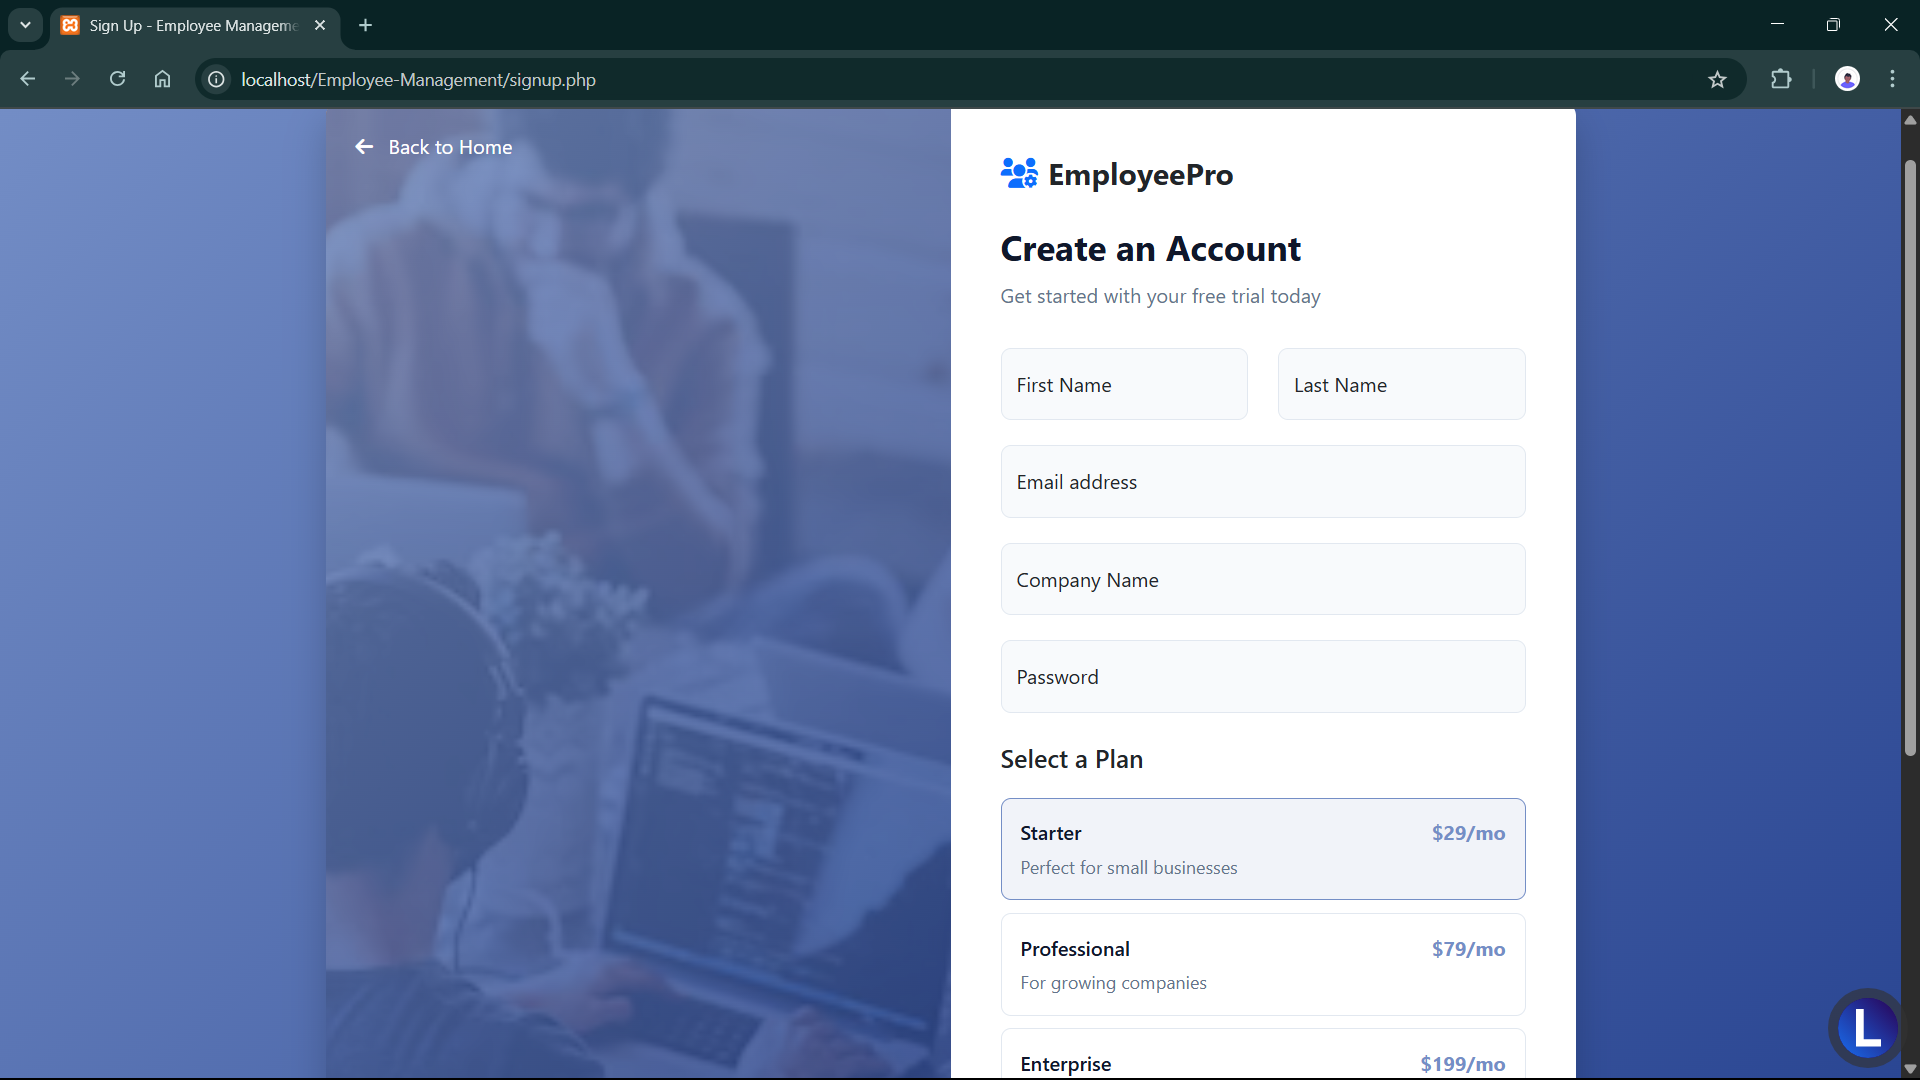 Sign Up - Employee Manageme
localhost/Employee-Management/signup.php
Back to Home
EmployeePro
Create an Account
Get started with your free trial today
First Name
Last Name
Email address
Company Name
Password
Select a Plan
Starter
$29/mo
Perfect for small businesses
Professional
$79/mo
For growing companies
Enterprise
$199/mo
L